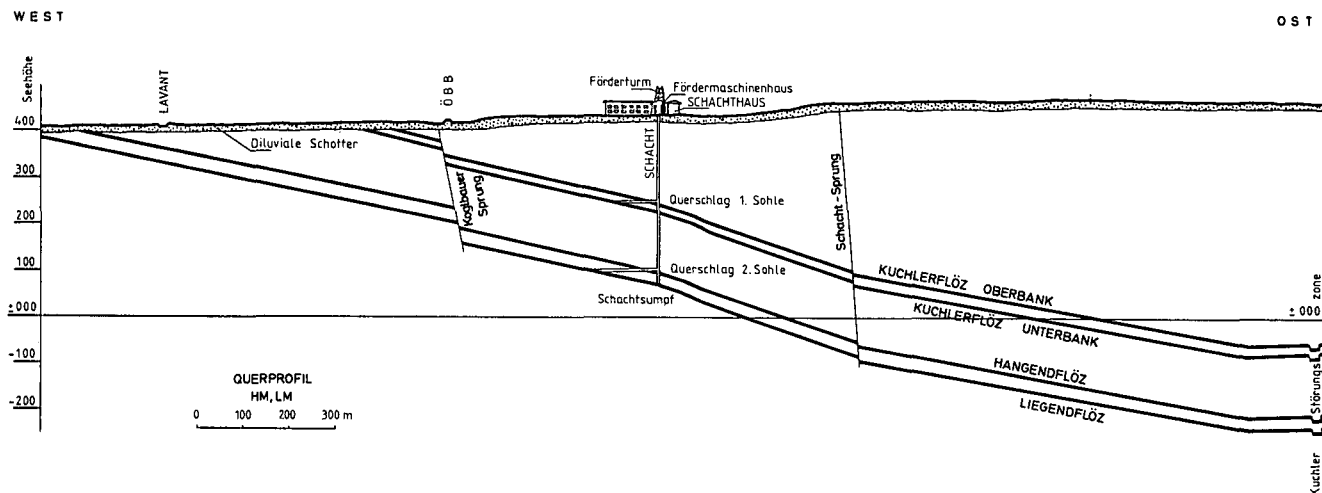 WEST
OST
Seehöhe
LAVANT
ÖBB
Förderturm
Fördermaschinenhaus
SCHACHTHAUS
400
300
200
100
±000
-100
-200
Diluviale Schotter
Koglbauer
Sprung
SCHACHT
Querschlag 1. Sohle
Querschlag 2. Sohle
Schachtsumpf
Schacht-Sprung
KUCHLERFLÖZ OBERBANK
KUCHLERFLÖZ UNTERBANK
HANGENDFLÖZ
LIEGENDFLÖZ
±000
Kuchler Störungszone
QUERPROFIL
HM, LM
0 100 200 300 m